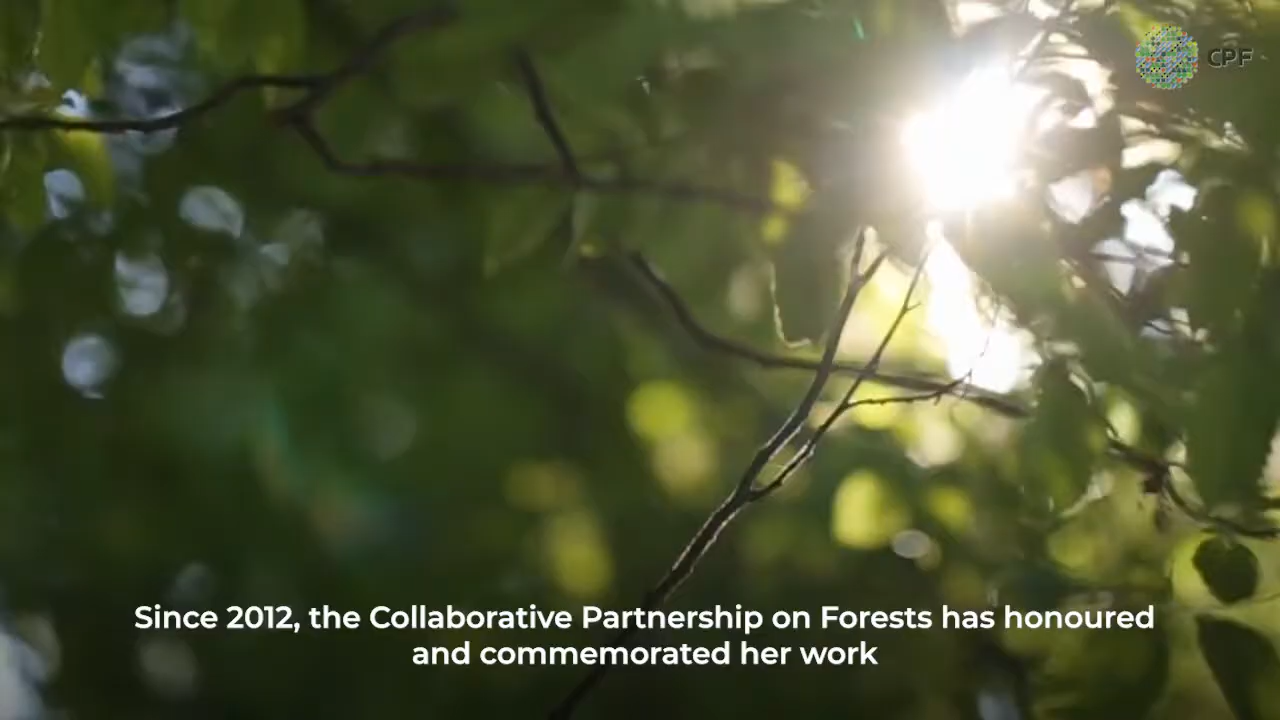 CPF
Since 2012, the Collaborative Partnership on Forests has honoured
and commemorated her work